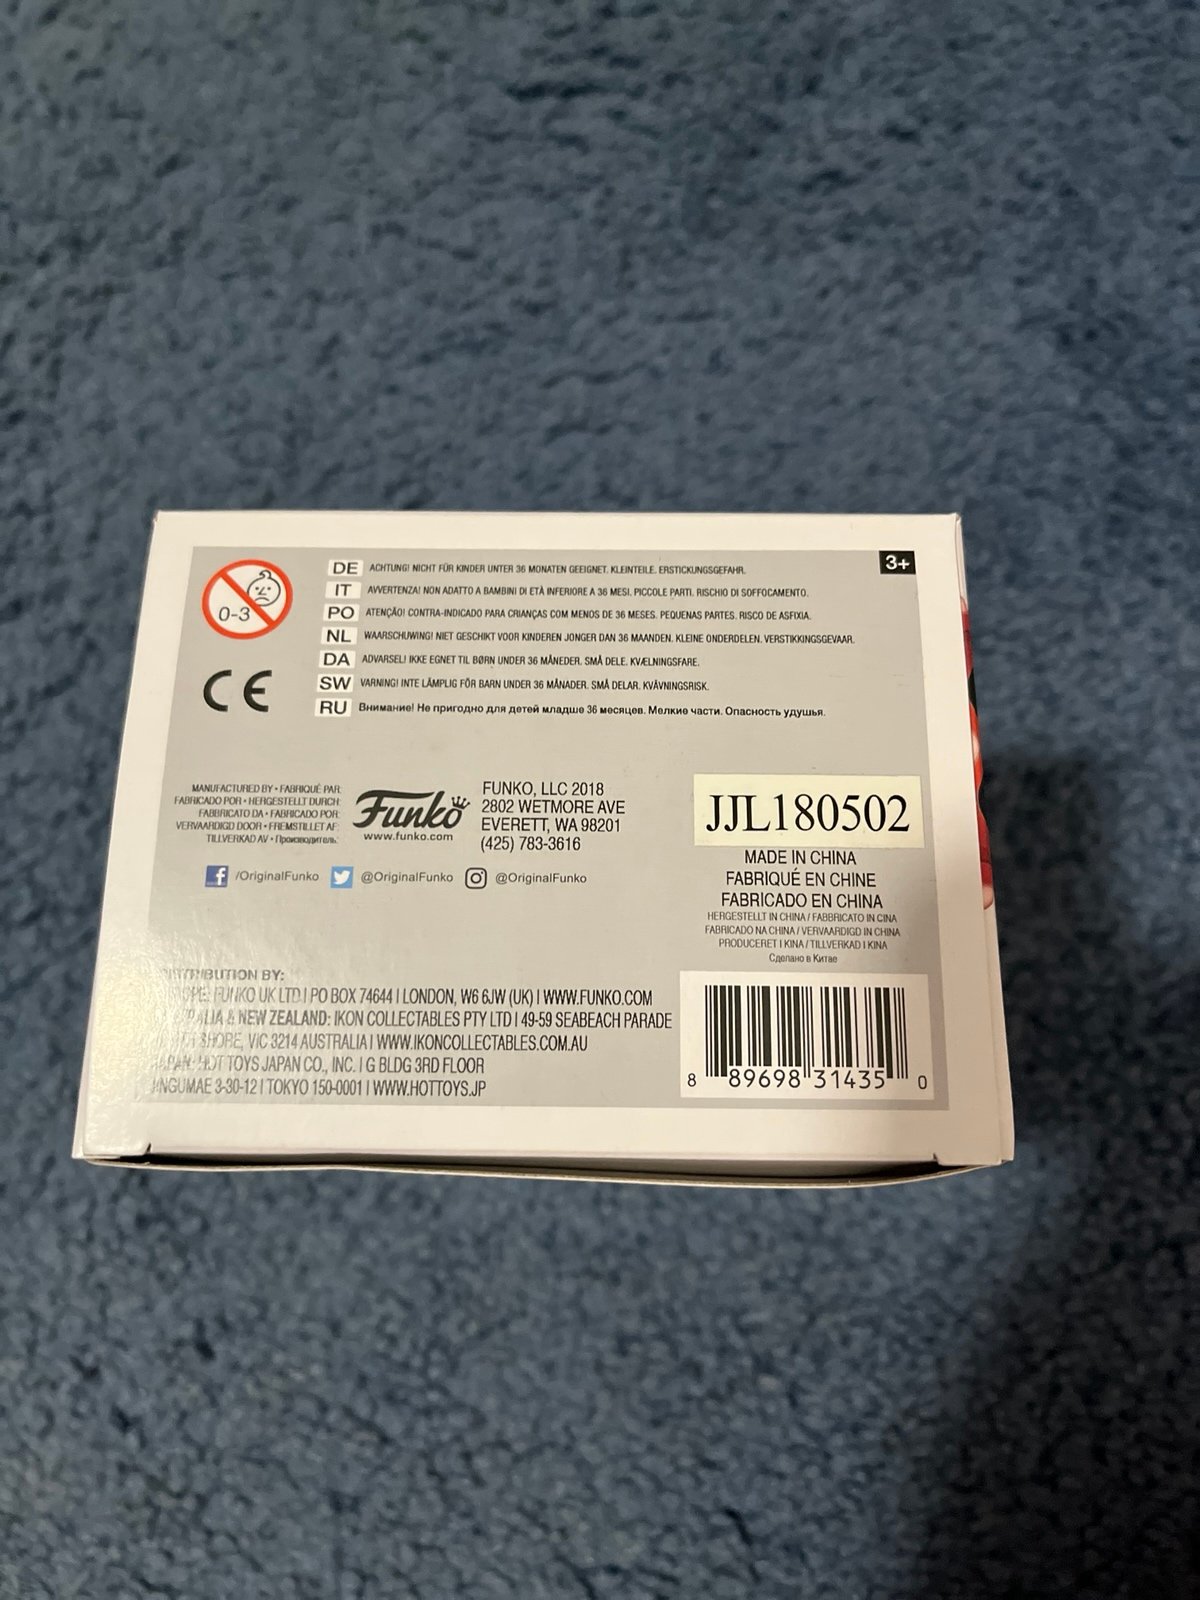 0-3
DE ACHTUNG! NICHT FÜR KINDER UNTER 36 MONATEN GEEIGNET. KLEINTEILE. ERSTICKUNGSGEFAHR.
IT AVVERTENZA! NON ADATTO A BAMBINI DI ETÀ INFERIORE A 36 MESI. PICCOLE PARTI. RISCHIO DI SOFFOCAMENTO.
PO ATENÇÃO! CONTRA-INDICADO PARA CRIANÇAS COM MENOS DE 36 MESES. PEQUENAS PARTES. RISCO DE ASFIXIA.
NL WAARSCHUWING! NIET GESCHIKT VOOR KINDEREN JONGER DAN 36 MAANDEN. KLEINE ONDERDELEN. VERSTIKKINGSGEVAAR.
DA ADVARSEL! IKKE EGNET TIL BØRN UNDER 36 MÅNEDER. SMÅ DELE. KVÆLNINGSFARE.
SW VARNING! INTE LÄMPLIG FÖR BARN UNDER 36 MÅNADER. SMÅ DELAR. KVÄVNINGSRISK.
RU Внимание! Не пригодно для детей младше 36 месяцев. Мелкие части. Опасность удушья.
3+
CE
MANUFACTURED BY • FABRIQUÉ PAR:
FABRICADO POR • HERGESTELLT DURCH:
FABBRICATO DA • FABRICADO POR:
VERVAARDIGD DOOR • FREMSTILLET AF:
TILLVERKAD AV • Производитель:
Funko
www.funko.com
FUNKO, LLC 2018
2802 WETMORE AVE
EVERETT, WA 98201
(425) 783-3616
/OriginalFunko @OriginalFunko @OriginalFunko
JJL180502
MADE IN CHINA
FABRIQUÉ EN CHINE
FABRICADO EN CHINA
HERGESTELLT IN CHINA / FABBRICATO IN CINA
FABRICADO NA CHINA / VERVAARDIGD IN CHINA
PRODUCERET I KINA / TILLVERKAD I KINA
Сделано в Китае
DISTRIBUTION BY:
FUNKO UK LTD | PO BOX 74644 | LONDON, W6 6JW (UK) | WWW.FUNKO.COM
& NEW ZEALAND: IKON COLLECTABLES PTY LTD | 49-59 SEABEACH PARADE
SHORE, VIC 3214 AUSTRALIA | WWW.IKONCOLLECTABLES.COM.AU
JAPAN: HOT TOYS JAPAN CO., INC. | G BLDG 3RD FLOOR
3-30-12 | TOKYO 150-0001 | WWW.HOTTOYS.JP
8 89698 31435 0